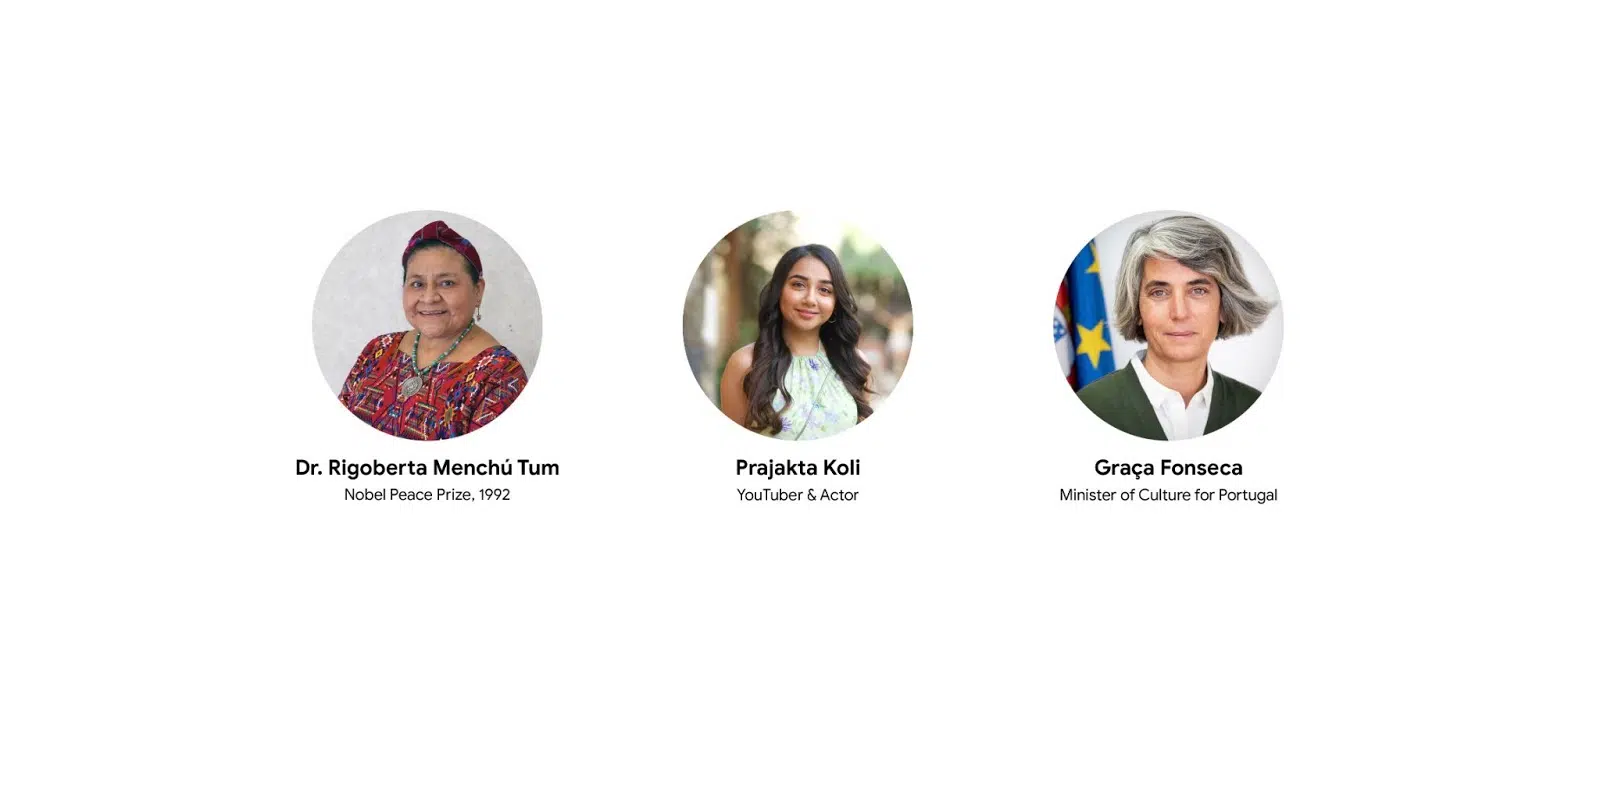 Dr. Rigoberta Menchú Tum
Nobel Peace Prize, 1992
Prajakta Koli
YouTuber & Actor
Graça Fonseca
Minister of Culture for Portugal